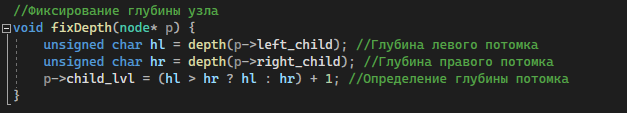 //Фиксирование глубины узла
void fixDepth(node* p) {
unsigned char hl = depth(p->left_child); //Глубина левого потомка
unsigned char hr = depth(p->right_child); //Глубина правого потомка
p->child_lvl = (hl > hr ? hl : hr) + 1; //Определение глубины потомка
}